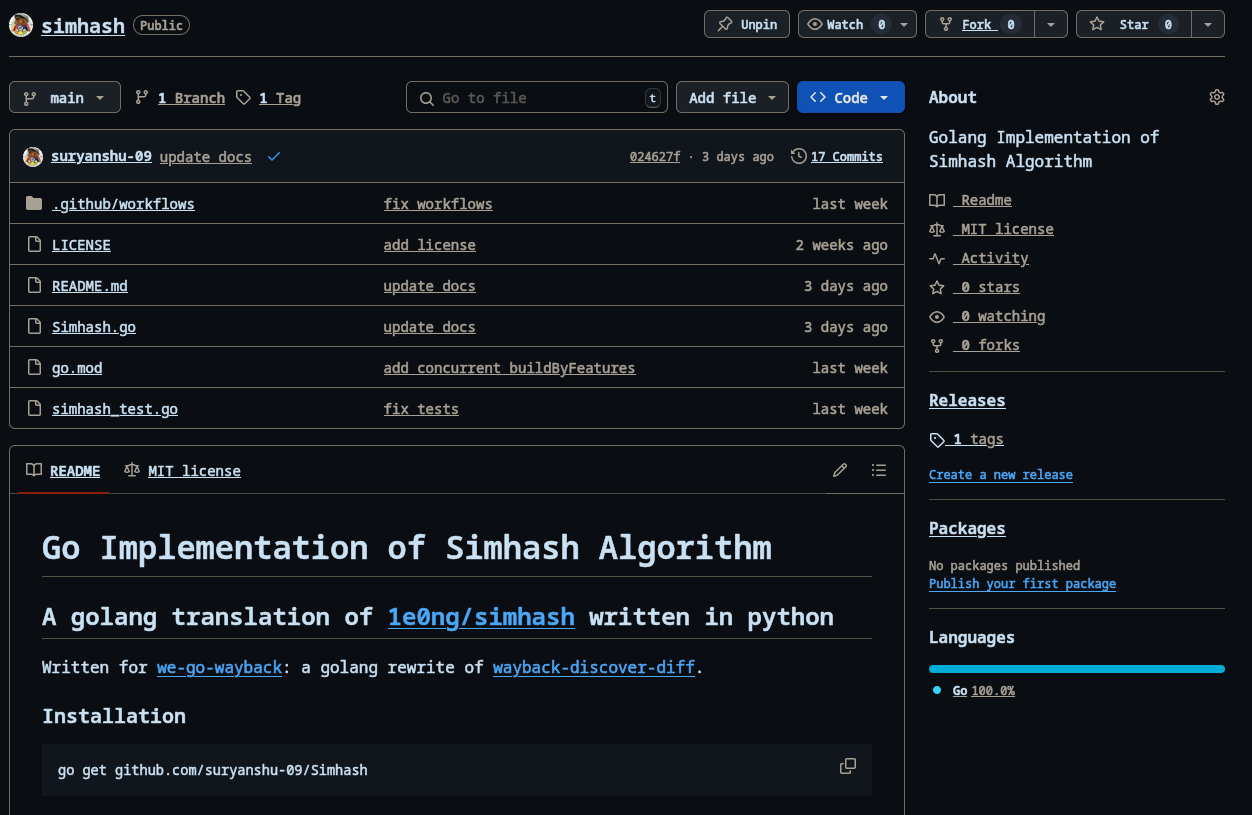 simhash Public Unpin Watch 0 Fork 0 Star 0
main 1 Branch 1 Tag Go to file t Add file Code
suryanshu-09 update docs 024627f · 3 days ago 17 Commits
.github/workflows fix workflows last week
LICENSE add license 2 weeks ago
README.md update docs 3 days ago
Simhash.go update docs 3 days ago
go.mod add concurrent buildByFeatures last week
simhash_test.go fix tests last week
README MIT license
Go Implementation of Simhash Algorithm
A golang translation of 1e0ng/simhash written in python
Written for we-go-wayback: a golang rewrite of wayback-discover-diff.
Installation
go get github.com/suryanshu-09/Simhash
About
Golang Implementation of
Simhash Algorithm
Readme
MIT license
Activity
0 stars
0 watching
0 forks
Releases
1 tags
Create a new release
Packages
No packages published
Publish your first package
Languages
Go 100.0%